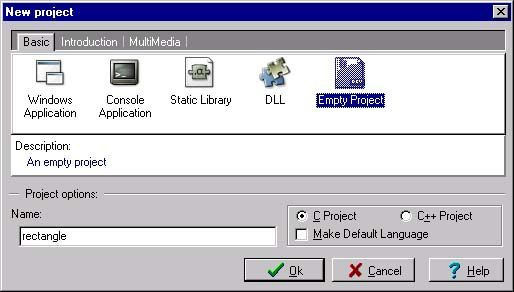 New project
Basic Introduction MultiMedia
Windows Application
Console Application
Static Library
DLL
Empty Project
Description:
An empty project
Project options:
Name:
rectangle
C Project
C++ Project
Make Default Language
Ok
Cancel
Help